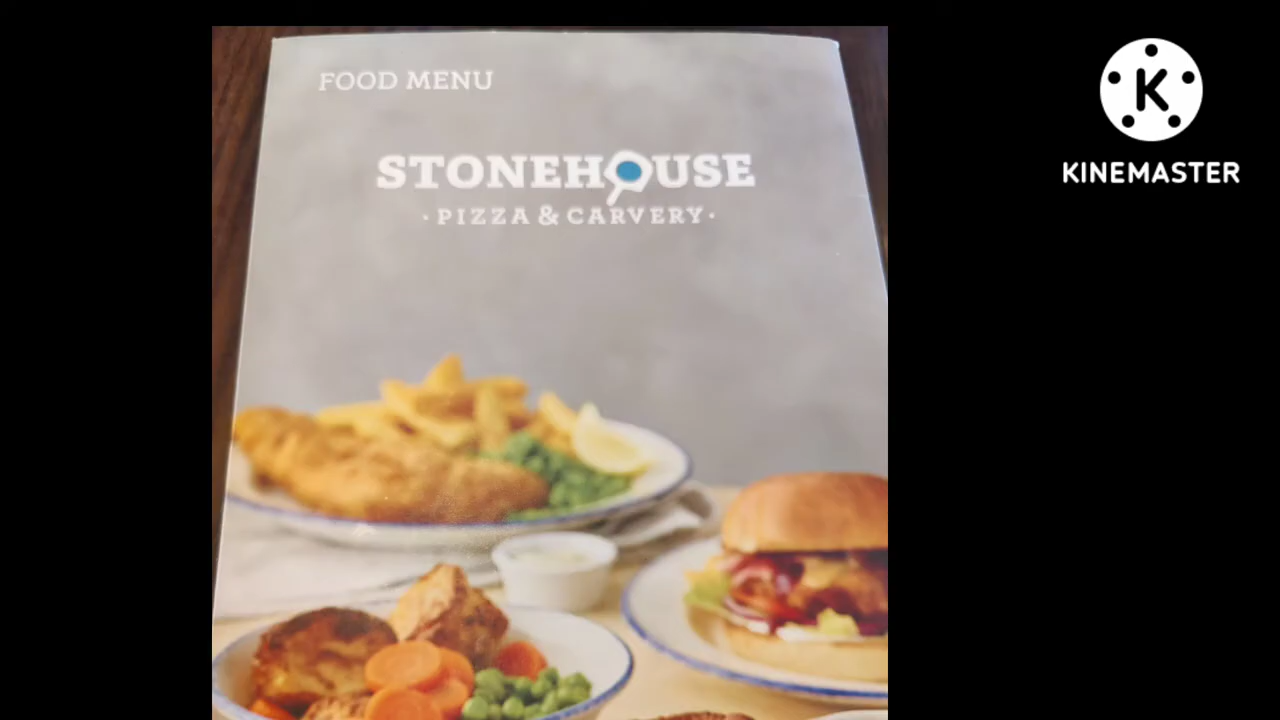 FOOD MENU
STONEHOUSE
·PIZZA & CARVERY·
K
KINEMASTER